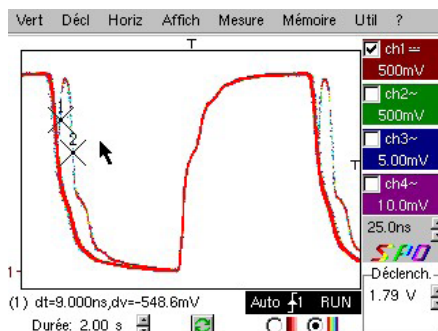 Vert Décl Horiz Affich Mesure Mémoire Util ?
T
ch1
500mV
ch2~
500mV
ch3~
5.00mV
ch4~
10.0mV
1
2
T
25.0ns
SPO
1
Déclench.
1.79 V
(1) dt=9.000ns,dv=-548.6mV
Auto 1 RUN
Durée: 2.00 s